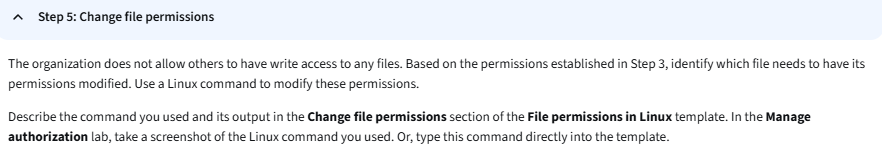 Step 5: Change file permissions
The organization does not allow others to have write access to any files. Based on the permissions established in Step 3, identify which file needs to have its
permissions modified. Use a Linux command to modify these permissions.
Describe the command you used and its output in the Change file permissions section of the File permissions in Linux template. In the Manage
authorization lab, take a screenshot of the Linux command you used. Or, type this command directly into the template.